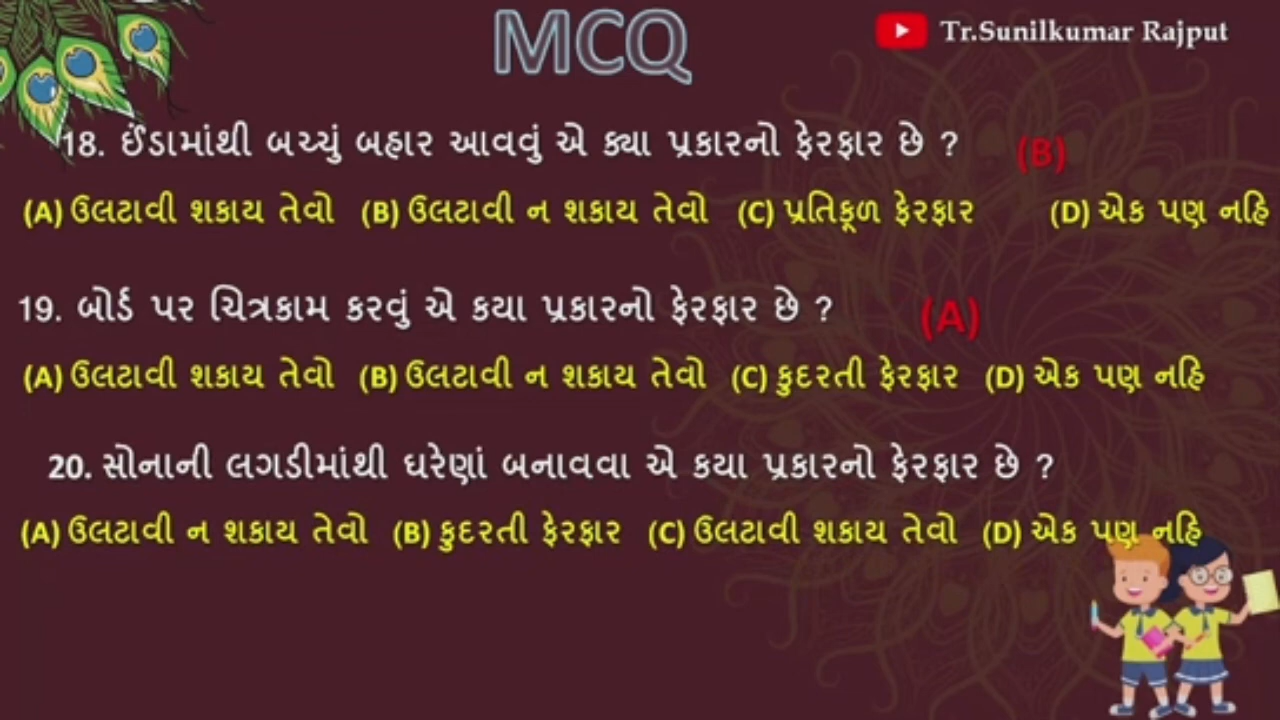 MCQ
Tr.Sunilkumar Rajput
18. ઈંડામાંથી બચ્ચું બહાર આવવું એ ક્યા પ્રકારનો ફેરફાર છે ? (B)
(A) ઉલટાવી શકાય તેવો (B) ઉલટાવી ન શકાય તેવો (C) પ્રતિકૂળ ફેરફાર (D) એક પણ નહિ
19. બોર્ડ પર ચિત્રકામ કરવું એ કયા પ્રકારનો ફેરફાર છે ? (A)
(A) ઉલટાવી શકાય તેવો (B) ઉલટાવી ન શકાય તેવો (C) કુદરતી ફેરફાર (D) એક પણ નહિ
20. સોનાની લગડીમાંથી ઘરેણાં બનાવવા એ કયા પ્રકારનો ફેરફાર છે ?
(A) ઉલટાવી ન શકાય તેવો (B) કુદરતી ફેરફાર (C) ઉલટાવી શકાય તેવો (D) એક પણ નહિ